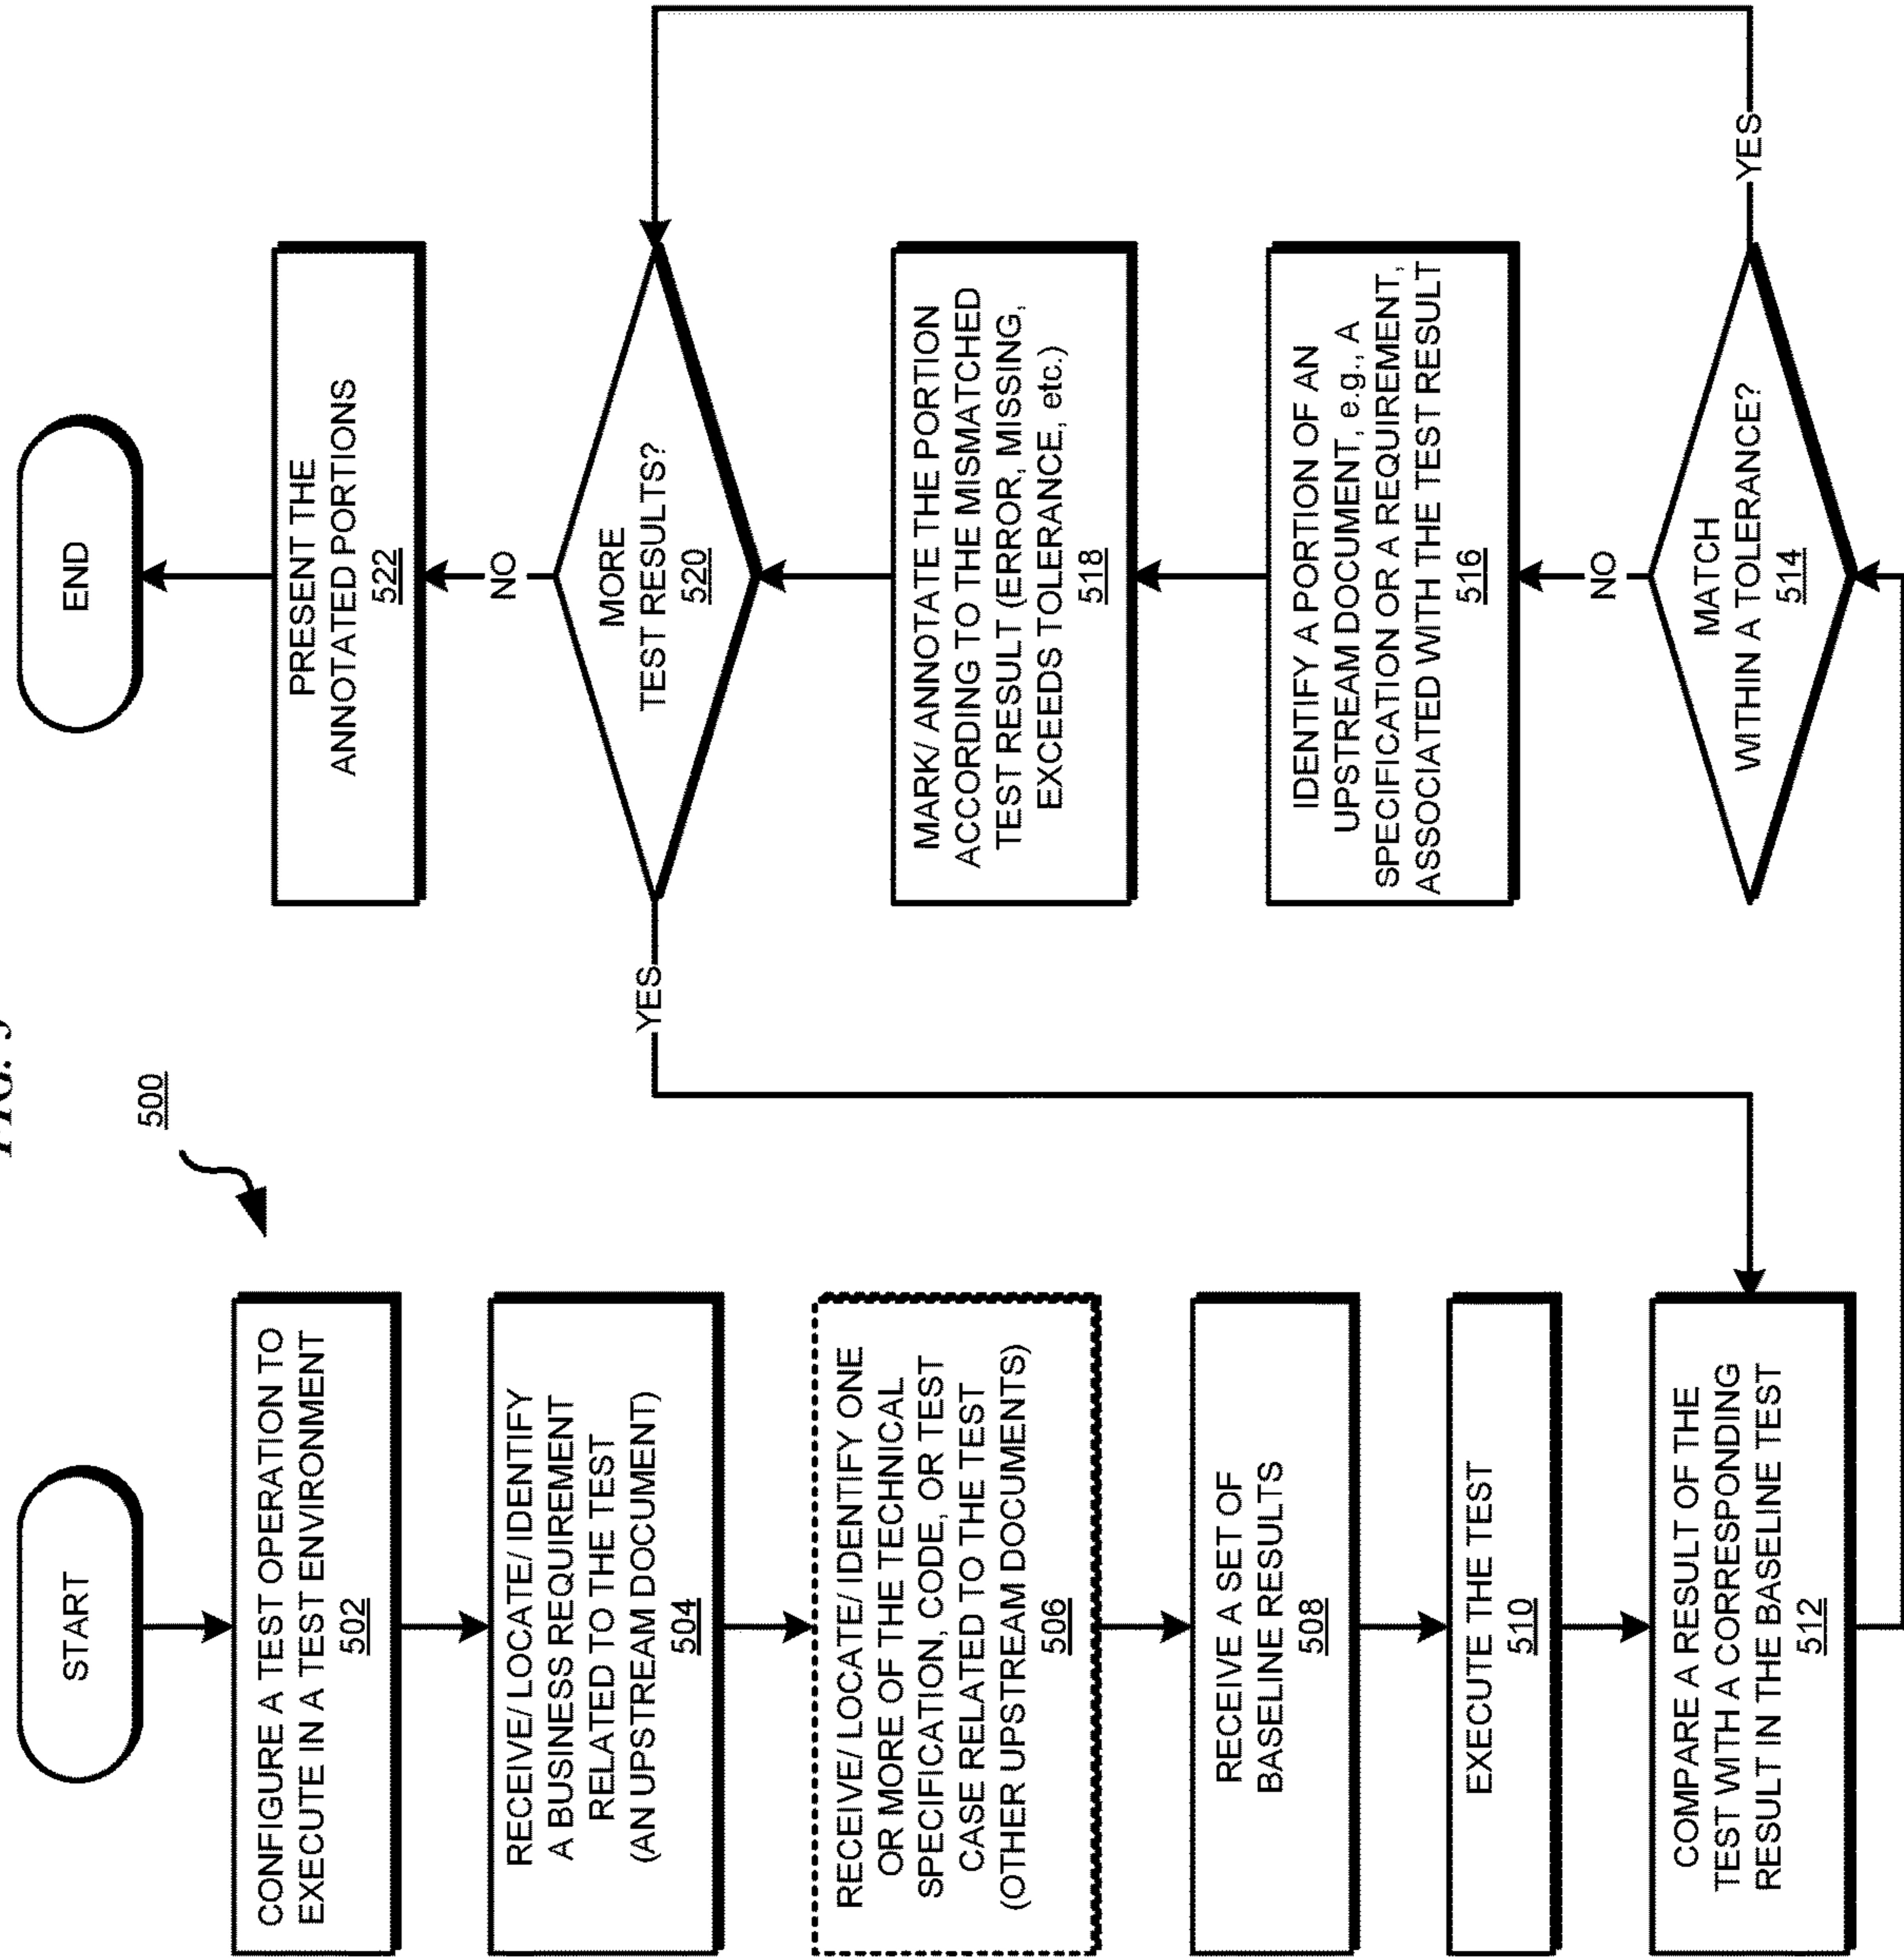 500
START
CONFIGURE A TEST OPERATION TO
EXECUTE IN A TEST ENVIRONMENT
502
RECEIVE/ LOCATE/ IDENTIFY
A BUSINESS REQUIREMENT
RELATED TO THE TEST
(AN UPSTREAM DOCUMENT)
504
RECEIVE/ LOCATE/ IDENTIFY ONE
OR MORE OF THE TECHNICAL
SPECIFICATION, CODE, OR TEST
CASE RELATED TO THE TEST
(OTHER UPSTREAM DOCUMENTS)
506
RECEIVE A SET OF
BASELINE RESULTS
508
EXECUTE THE TEST
510
COMPARE A RESULT OF THE
TEST WITH A CORRESPONDING
RESULT IN THE BASELINE TEST
512
MATCH
WITHIN A TOLERANCE?
514
YES
NO
IDENTIFY A PORTION OF AN
UPSTREAM DOCUMENT, e.g., A
SPECIFICATION OR A REQUIREMENT,
ASSOCIATED WITH THE TEST RESULT
516
MARK/ ANNOTATE THE PORTION
ACCORDING TO THE MISMATCHED
TEST RESULT (ERROR, MISSING,
EXCEEDS TOLERANCE, etc.)
518
MORE
TEST RESULTS?
520
YES
NO
PRESENT THE
ANNOTATED PORTIONS
522
END